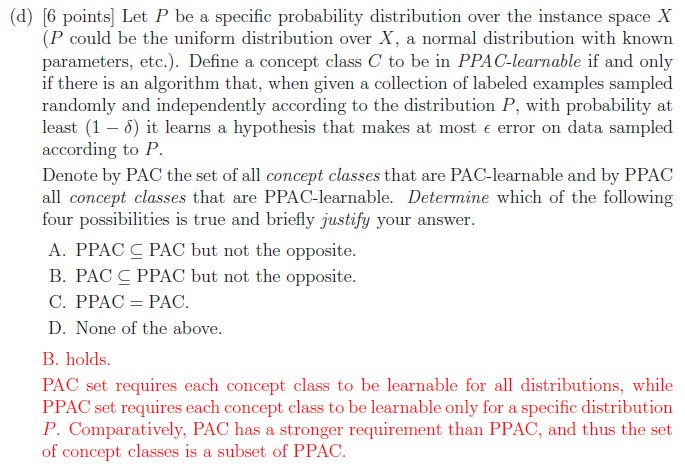 (d) [6 points] Let P be a specific probability distribution over the instance space X
(P could be the uniform distribution over X, a normal distribution with known
parameters, etc.). Define a concept class C to be in PPAC-learnable if and only
if there is an algorithm that, when given a collection of labeled examples sampled
randomly and independently according to the distribution P, with probability at
least (1 − δ) it learns a hypothesis that makes at most ϵ error on data sampled
according to P.
Denote by PAC the set of all concept classes that are PAC-learnable and by PPAC
all concept classes that are PPAC-learnable. Determine which of the following
four possibilities is true and briefly justify your answer.
A. PPAC ⊆ PAC but not the opposite.
B. PAC ⊆ PPAC but not the opposite.
C. PPAC = PAC.
D. None of the above.
B. holds.
PAC set requires each concept class to be learnable for all distributions, while
PPAC set requires each concept class to be learnable only for a specific distribution
P. Comparatively, PAC has a stronger requirement than PPAC, and thus the set
of concept classes is a subset of PPAC.